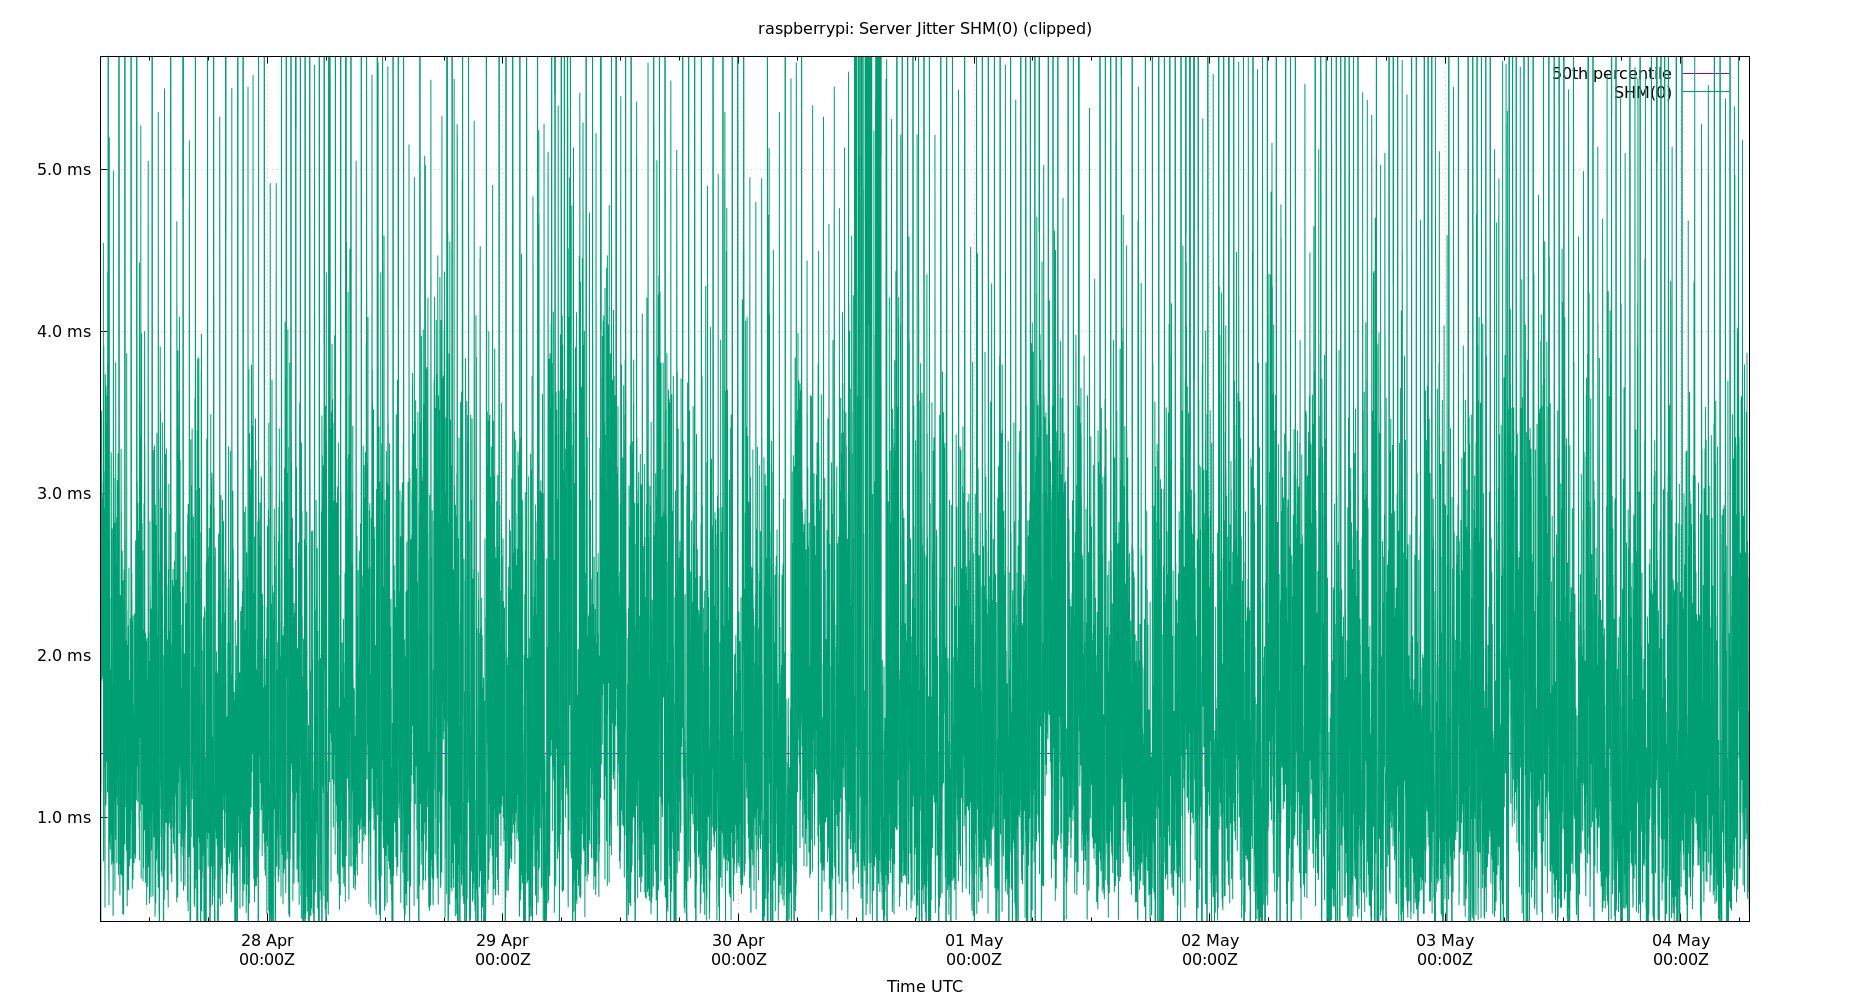 raspberrypi: Server Jitter SHM(0) (clipped)
50th percentile
SHM(0)
5.0 ms
4.0 ms
3.0 ms
2.0 ms
1.0 ms
28 Apr 29 Apr 30 Apr 01 May 02 May 03 May 04 May
00:00Z 00:00Z 00:00Z 00:00Z 00:00Z 00:00Z 00:00Z
Time UTC